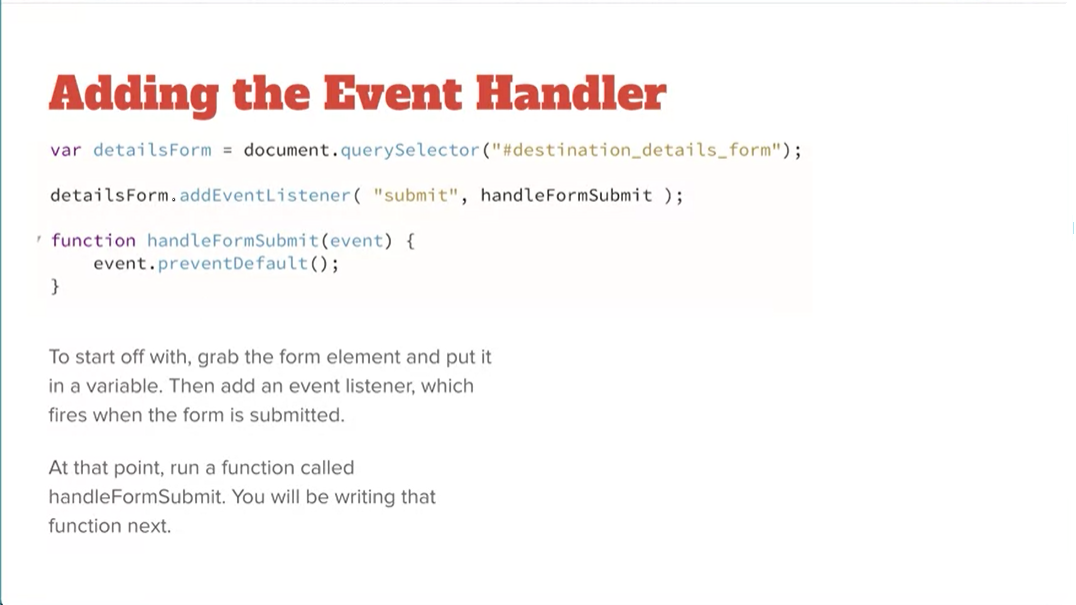 Adding the Event Handler
var detailsForm = document.querySelector("#destination_details_form");
detailsForm.addEventListener( "submit", handleFormSubmit );
function handleFormSubmit(event) {
    event.preventDefault();
}
To start off with, grab the form element and put it
in a variable. Then add an event listener, which
fires when the form is submitted.
At that point, run a function called
handleFormSubmit. You will be writing that
function next.